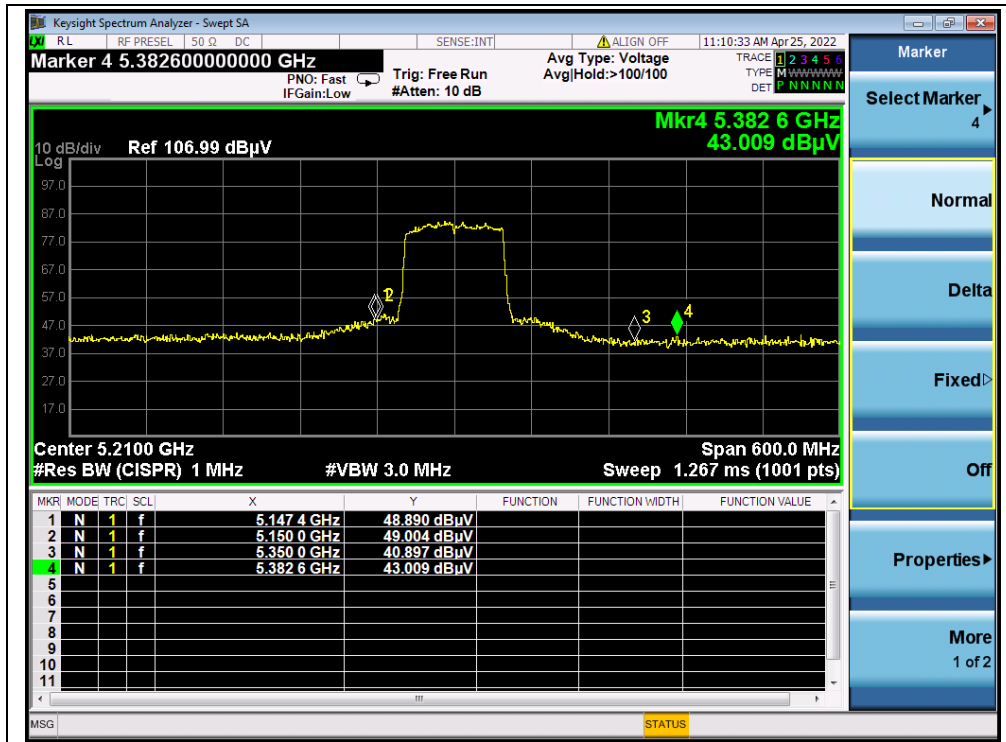 Keysight Spectrum Analyzer - Swept SA
LXI RL RF PRESEL 50 Ω DC SENSE:INT ALIGN OFF 11:10:33 AM Apr 25, 2022
Marker 4 5.382600000000 GHz
PNO: Fast
IFGain:Low
Trig: Free Run
#Atten: 10 dB
Avg Type: Voltage
Avg|Hold:>100/100
TRACE 1 2 3 4 5 6
TYPE M WWWWW
DET P N N N N N
Mkr4 5.382 6 GHz
43.009 dBµV
10 dB/div Ref 106.99 dBµV
Log
97.0
87.0
77.0
67.0
57.0
47.0
37.0
27.0
17.0
1 2
3
4
Center 5.2100 GHz Span 600.0 MHz
#Res BW (CISPR) 1 MHz #VBW 3.0 MHz Sweep 1.267 ms (1001 pts)
MKR MODE TRC SCL X Y FUNCTION FUNCTION WIDTH FUNCTION VALUE
1 N 1 f 5.147 4 GHz 48.890 dBµV
2 N 1 f 5.150 0 GHz 49.004 dBµV
3 N 1 f 5.350 0 GHz 40.897 dBµV
4 N 1 f 5.382 6 GHz 43.009 dBµV
5
6
7
8
9
10
11
MSG STATUS
Marker
Select Marker
4
Normal
Delta
Fixed
Off
Properties
More
1 of 2